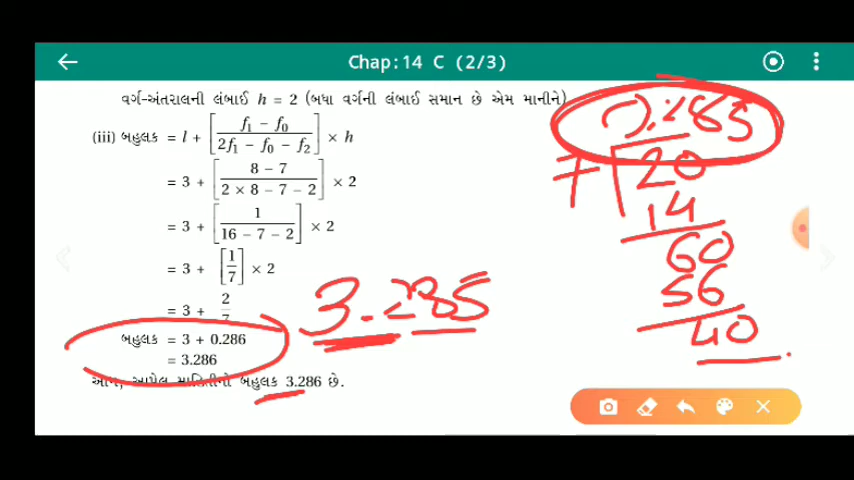 Chap:14 C (2/3)
વર્ગ-અંતરાલની લંબાઈ h = 2 (બધા વર્ગની લંબાઈ સમાન છે એમ માનીને)
(iii) બહુલક = l + [ f₁ − f₀ / 2f₁ − f₀ − f₂ ] × h
= 3 + [ 8 − 7 / 2 × 8 − 7 − 2 ] × 2
= 3 + [ 1 / 16 − 7 − 2 ] × 2
= 3 + [ 1/7 ] × 2
= 3 + 2/7
બહુલક = 3 + 0.286
= 3.286
આમ, આપેલ માહિતીનો બહુલક 3.286 છે.
3.285
0.285
7 20
14
60
56
40